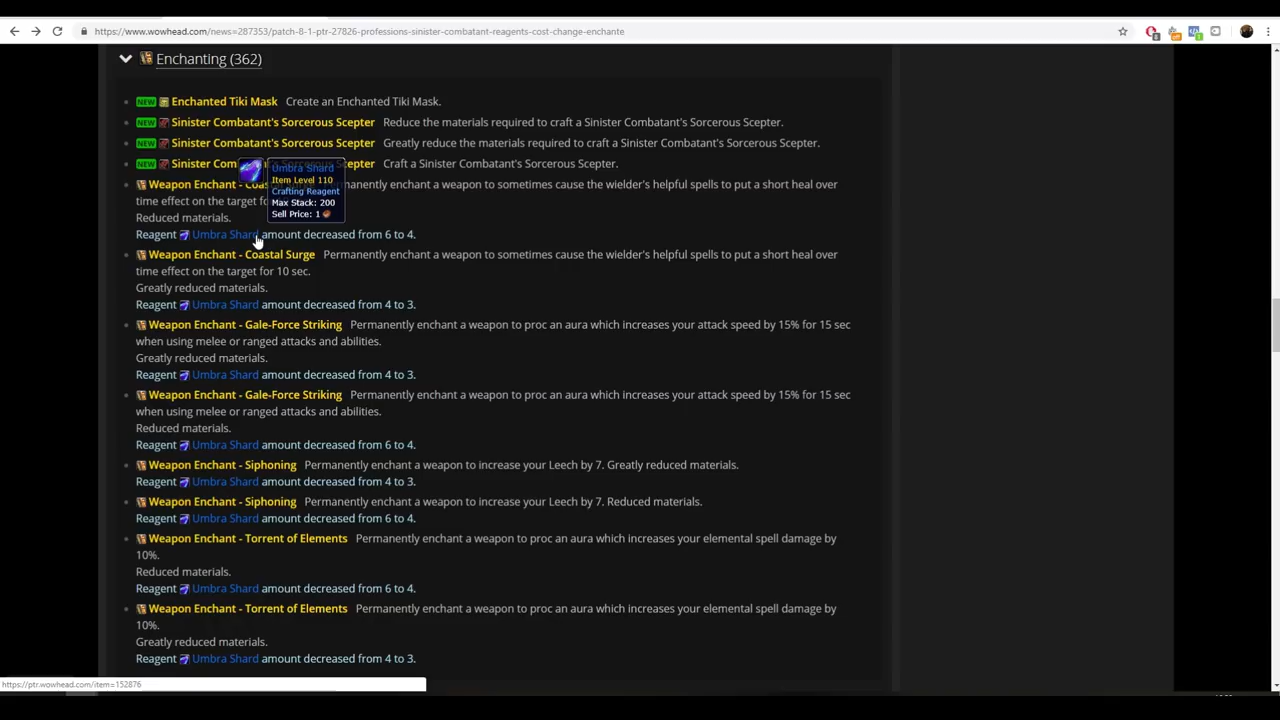 https://www.wowhead.com/news=287353/patch-8-1-ptr-27826-professions-sinister-combatant-reagents-cost-change-enchante
Enchanting (362)
NEW Enchanted Tiki Mask Create an Enchanted Tiki Mask.
NEW Sinister Combatant's Sorcerous Scepter Reduce the materials required to craft a Sinister Combatant's Sorcerous Scepter.
NEW Sinister Combatant's Sorcerous Scepter Greatly reduce the materials required to craft a Sinister Combatant's Sorcerous Scepter.
NEW Sinister Com Sorcerous Scepter Craft a Sinister Combatant's Sorcerous Scepter.
Umbra Shard
Item Level 110
Crafting Reagent
Max Stack: 200
Sell Price: 1
Weapon Enchant - enchant a weapon to sometimes cause the wielder's helpful spells to put a short heal over
time effect on the target
Reduced materials.
Reagent Umbra Shard amount decreased from 6 to 4.
Weapon Enchant - Coastal Surge Permanently enchant a weapon to sometimes cause the wielder's helpful spells to put a short heal over
time effect on the target for 10 sec.
Greatly reduced materials.
Reagent Umbra Shard amount decreased from 4 to 3.
Weapon Enchant - Gale-Force Striking Permanently enchant a weapon to proc an aura which increases your attack speed by 15% for 15 sec
when using melee or ranged attacks and abilities.
Greatly reduced materials.
Reagent Umbra Shard amount decreased from 4 to 3.
Weapon Enchant - Gale-Force Striking Permanently enchant a weapon to proc an aura which increases your attack speed by 15% for 15 sec
when using melee or ranged attacks and abilities.
Reduced materials.
Reagent Umbra Shard amount decreased from 6 to 4.
Weapon Enchant - Siphoning Permanently enchant a weapon to increase your Leech by 7. Greatly reduced materials.
Reagent Umbra Shard amount decreased from 4 to 3.
Weapon Enchant - Siphoning Permanently enchant a weapon to increase your Leech by 7. Reduced materials.
Reagent Umbra Shard amount decreased from 6 to 4.
Weapon Enchant - Torrent of Elements Permanently enchant a weapon to proc an aura which increases your elemental spell damage by
10%.
Reduced materials.
Reagent Umbra Shard amount decreased from 6 to 4.
Weapon Enchant - Torrent of Elements Permanently enchant a weapon to proc an aura which increases your elemental spell damage by
10%.
Greatly reduced materials.
Reagent Umbra Shard amount decreased from 4 to 3.
https://ptr.wowhead.com/item=152876